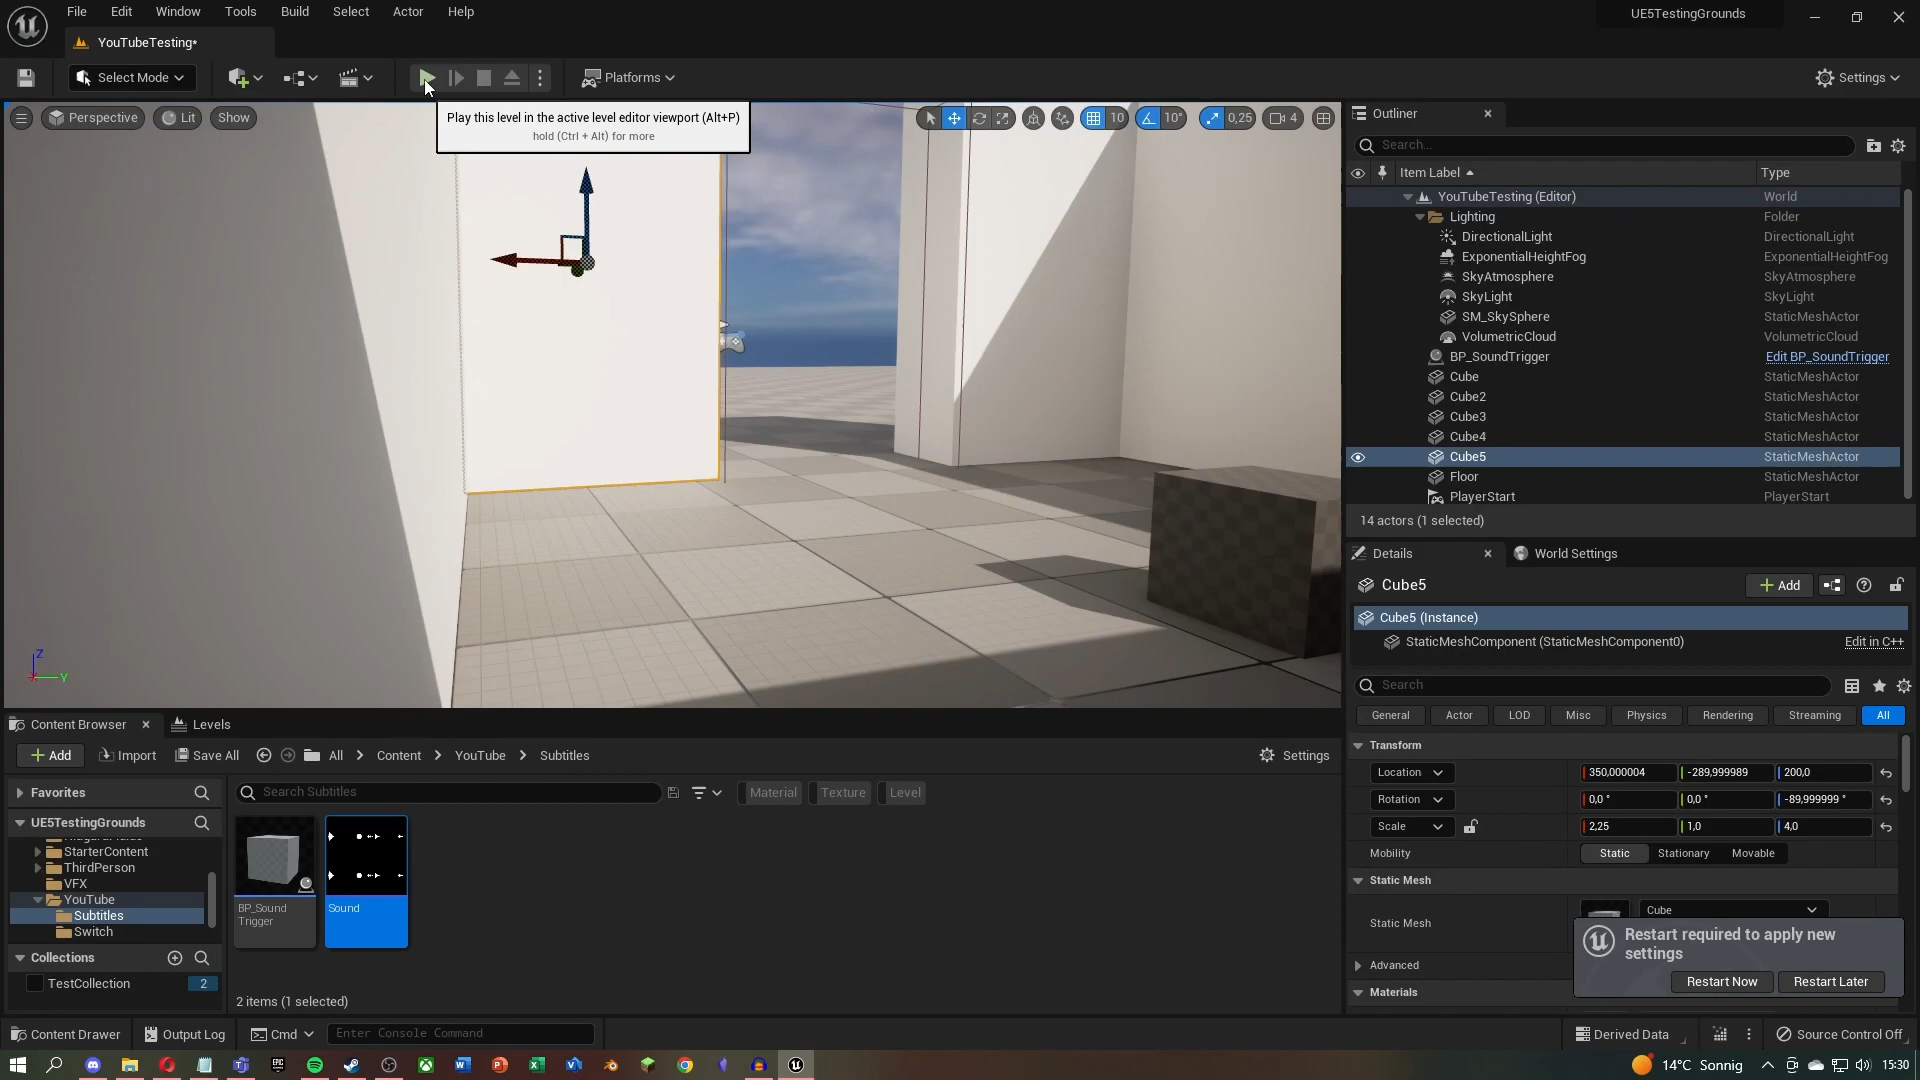 File Edit Window Tools Build Select Actor Help
UE5TestingGrounds
YouTubeTesting*
Select Mode
Platforms
Settings
Perspective Lit Show
Play this level in the active level editor viewport (Alt+P)
hold (Ctrl + Alt) for more
10 10° 0,25 4
Z
Y
Outliner
Search...
Item Label Type
YouTubeTesting (Editor) World
Lighting Folder
DirectionalLight DirectionalLight
ExponentialHeightFog ExponentialHeightFog
SkyAtmosphere SkyAtmosphere
SkyLight SkyLight
SM_SkySphere StaticMeshActor
VolumetricCloud VolumetricCloud
BP_SoundTrigger Edit BP_SoundTrigger
Cube StaticMeshActor
Cube2 StaticMeshActor
Cube3 StaticMeshActor
Cube4 StaticMeshActor
Cube5 StaticMeshActor
Floor StaticMeshActor
PlayerStart PlayerStart
14 actors (1 selected)
Details World Settings
Cube5
Add
Cube5 (Instance)
StaticMeshComponent (StaticMeshComponent0) Edit in C++
Search
General Actor LOD Misc Physics Rendering Streaming All
Transform
Location 350,000004 -289,999989 200,0
Rotation 0,0 ° 0,0 ° -89,999999 °
Scale 2,25 1,0 4,0
Mobility Static Stationary Movable
Static Mesh
Static Mesh Cube
Advanced
Materials
Restart required to apply new
settings
Restart Now Restart Later
Content Browser Levels
Add Import Save All All Content YouTube Subtitles Settings
Favorites
UE5TestingGrounds
StarterContent
ThirdPerson
VFX
YouTube
Subtitles
Switch
Collections
TestCollection 2
Search Subtitles
Material Texture Level
BP_Sound
Trigger
Sound
2 items (1 selected)
Content Drawer Output Log Cmd Enter Console Command Derived Data Source Control Off
14°C Sonnig 15:30